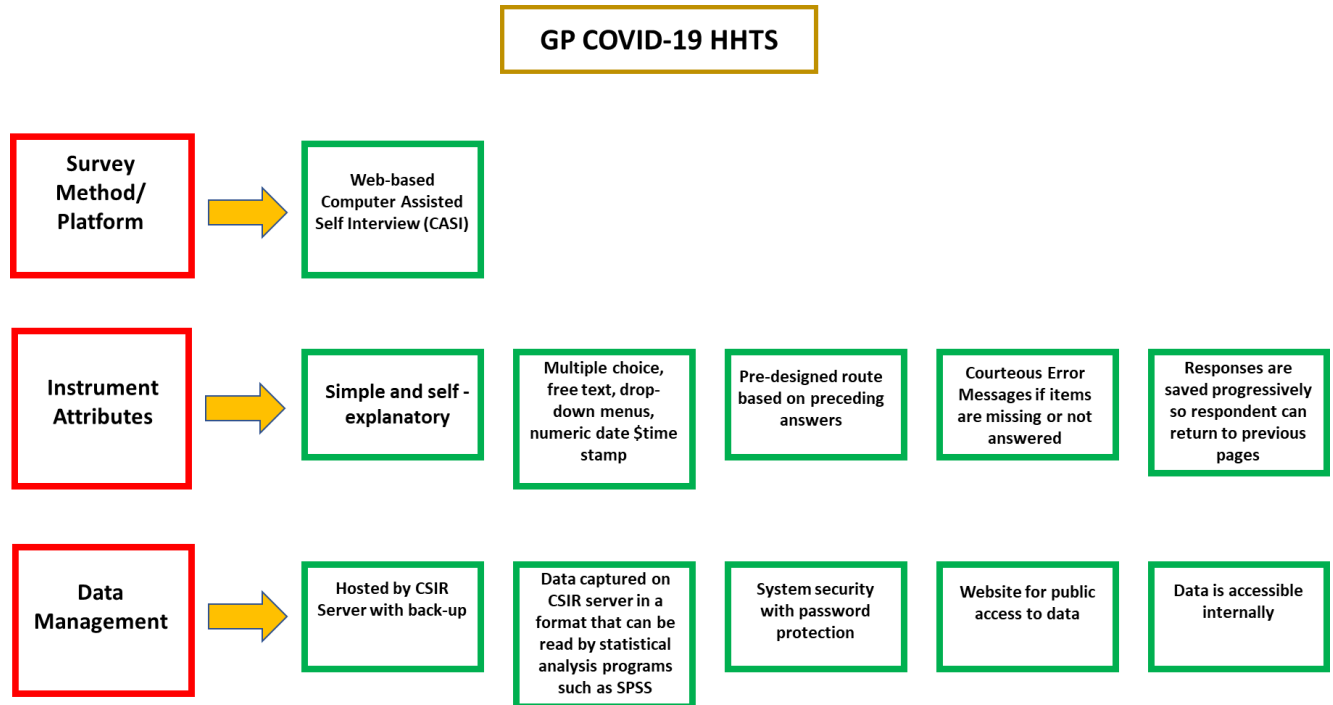 GP COVID-19 HHTS
Survey
Method/
Platform
Web-based
Computer Assisted
Self Interview (CASI)
Instrument
Attributes
Simple and self -
explanatory
Multiple choice,
free text, drop-
down menus,
numeric date $time
stamp
Pre-designed route
based on preceding
answers
Courteous Error
Messages if items
are missing or not
answered
Responses are
saved progressively
so respondent can
return to previous
pages
Data
Management
Hosted by CSIR
Server with back-up
Data captured on
CSIR server in a
format that can be
read by statistical
analysis programs
such as SPSS
System security
with password
protection
Website for public
access to data
Data is accessible
internally